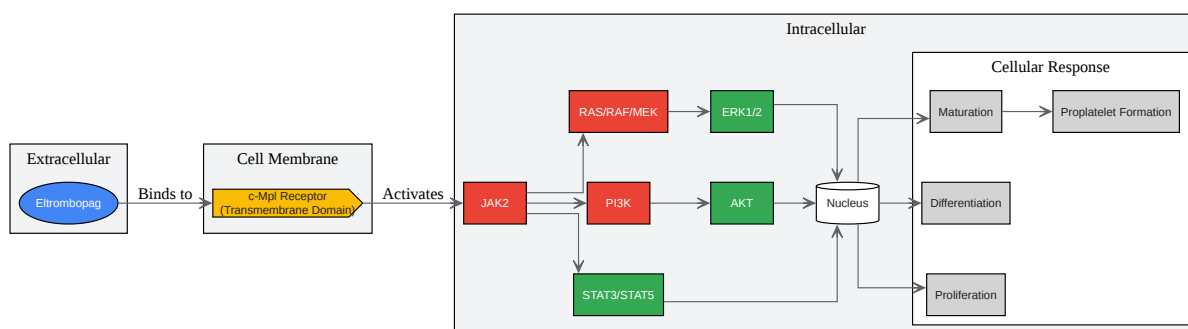 Extracellular
Eltrombopag
Binds to
Cell Membrane
c-Mpl Receptor
(Transmembrane Domain)
Activates
Intracellular
JAK2
RAS/RAF/MEK
ERK1/2
PI3K
AKT
STAT3/STAT5
Nucleus
Cellular Response
Maturation
Proplatelet Formation
Differentiation
Proliferation